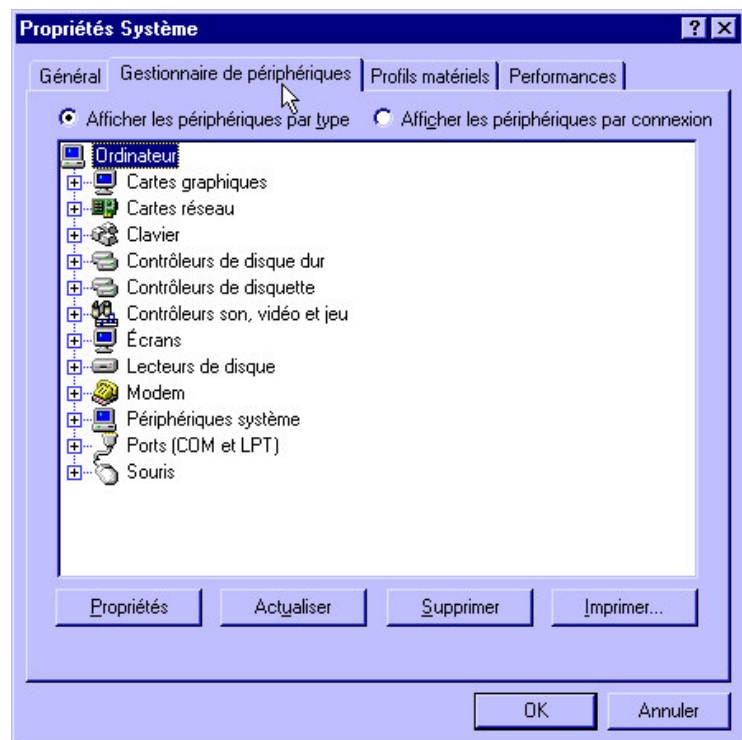 Propriétés Système
Général Gestionnaire de périphériques Profils matériels Performances
Afficher les périphériques par type Afficher les périphériques par connexion
Ordinateur
Cartes graphiques
Cartes réseau
Clavier
Contrôleurs de disque dur
Contrôleurs de disquette
Contrôleurs son, vidéo et jeu
Écrans
Lecteurs de disque
Modem
Périphériques système
Ports (COM et LPT)
Souris
Propriétés Actualiser Supprimer Imprimer...
OK Annuler